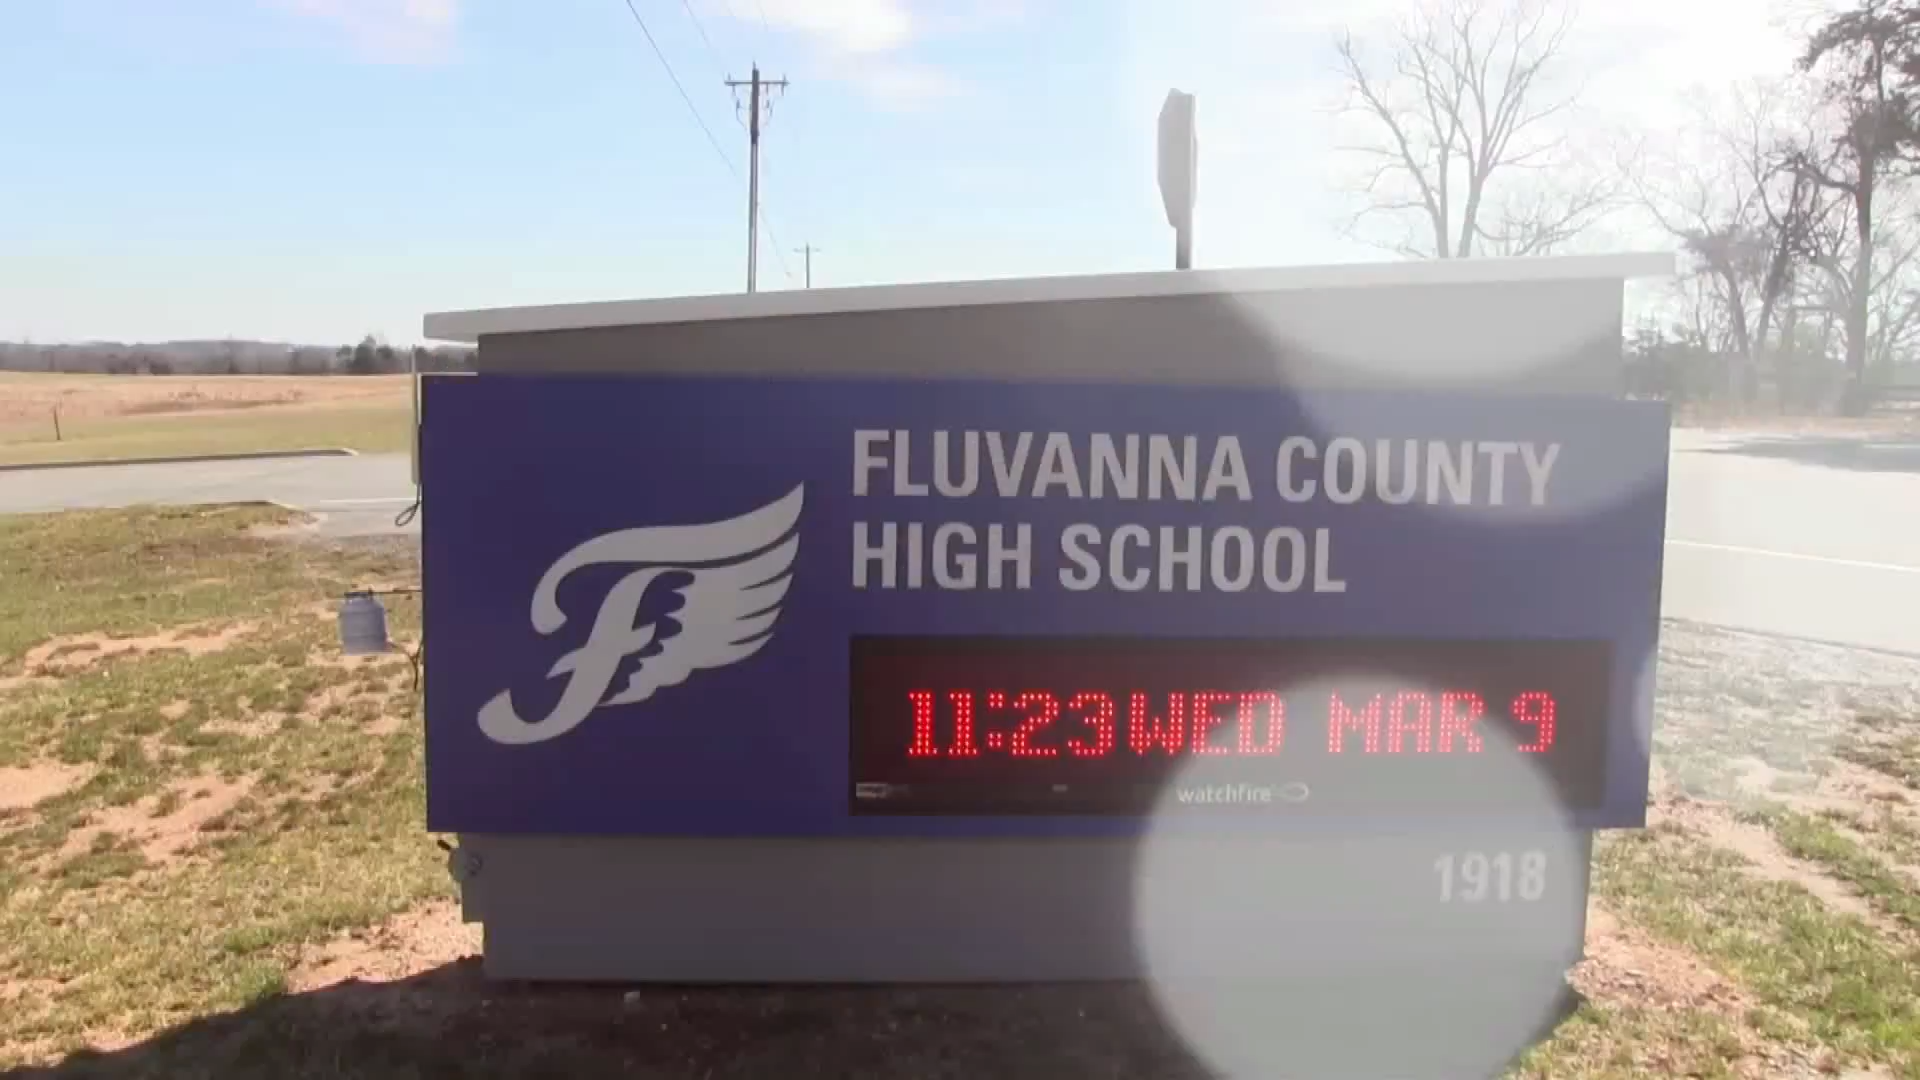 FLUVANNA COUNTY
HIGH SCHOOL
F
11:23 WED MAR 9
watchfire
1918